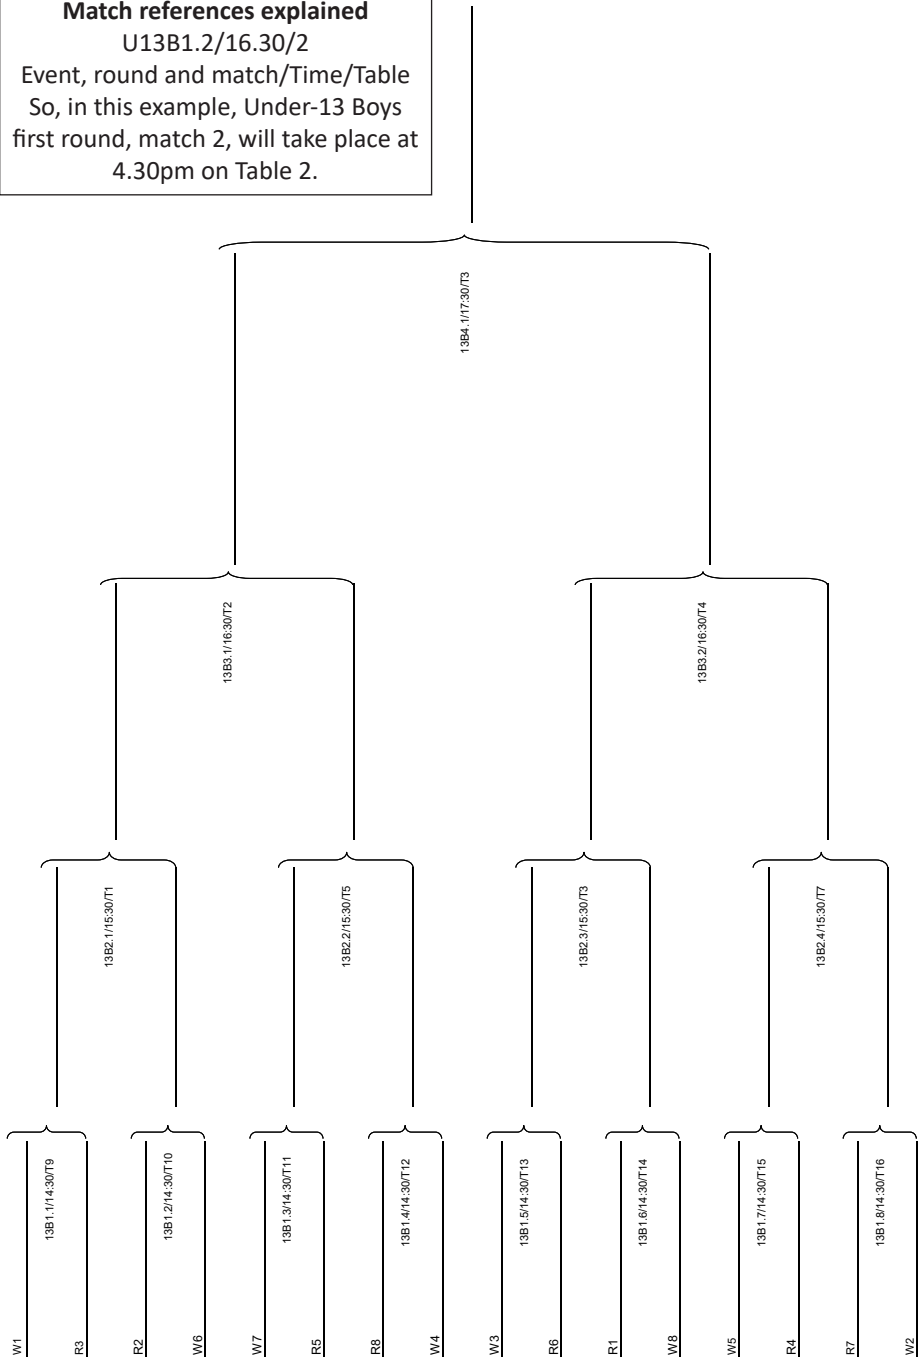 Match references explained
U13B1.2/16.30/2
Event, round and match/Time/Table
So, in this example, Under-13 Boys
first round, match 2, will take place at
4.30pm on Table 2.
13B4.1/17:30/T3
13B3.1/16:30/T2
13B3.2/16:30/T4
13B2.1/15:30/T1
13B2.2/15:30/T5
13B2.3/15:30/T3
13B2.4/15:30/T7
13B1.1/14:30/T9
13B1.2/14:30/T10
13B1.3/14:30/T11
13B1.4/14:30/T12
13B1.5/14:30/T13
13B1.6/14:30/T14
13B1.7/14:30/T15
13B1.8/14:30/T16
W1
R3
R2
W6
W7
R5
R8
W4
W3
R6
R1
W8
W5
R4
R7
W2